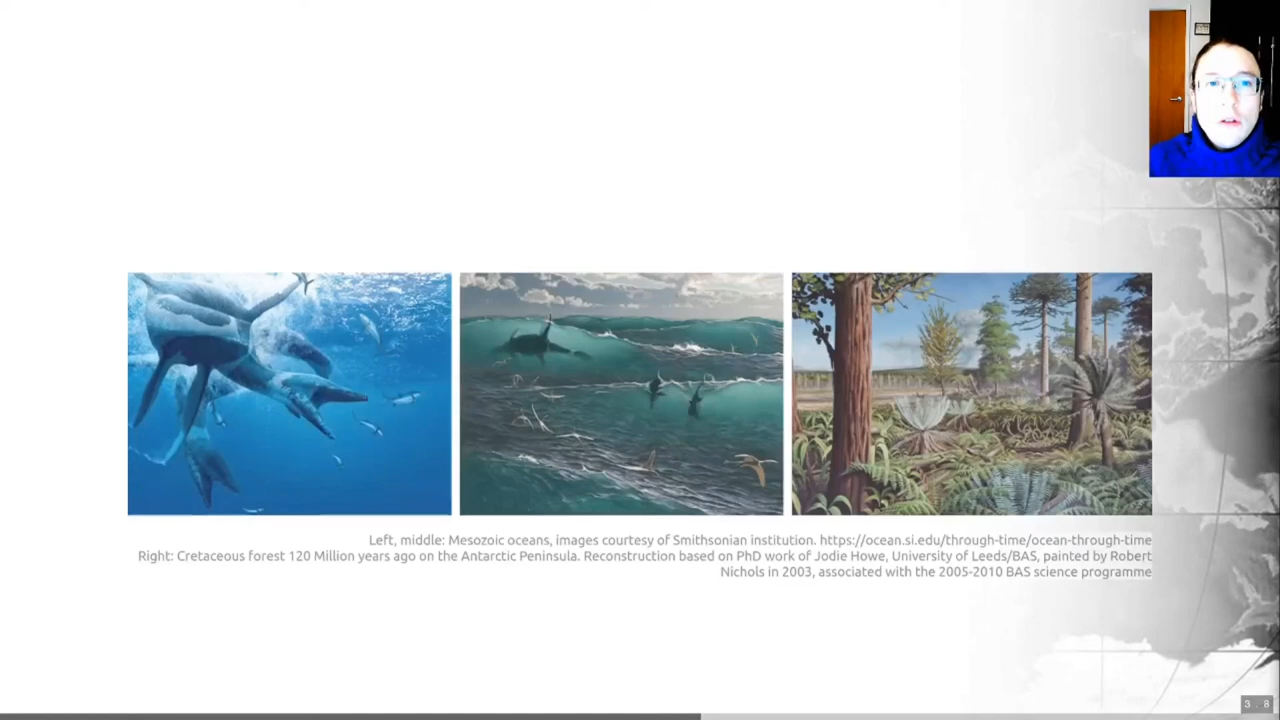 Left, middle: Mesozoic oceans, images courtesy of Smithsonian institution. https://ocean.si.edu/through-time/ocean-through-time
Right: Cretaceous forest 120 Million years ago on the Antarctic Peninsula. Reconstruction based on PhD work of Jodie Howe, University of Leeds/BAS, painted by Robert
Nichols in 2003, associated with the 2005-2010 BAS science programme
3 . 8